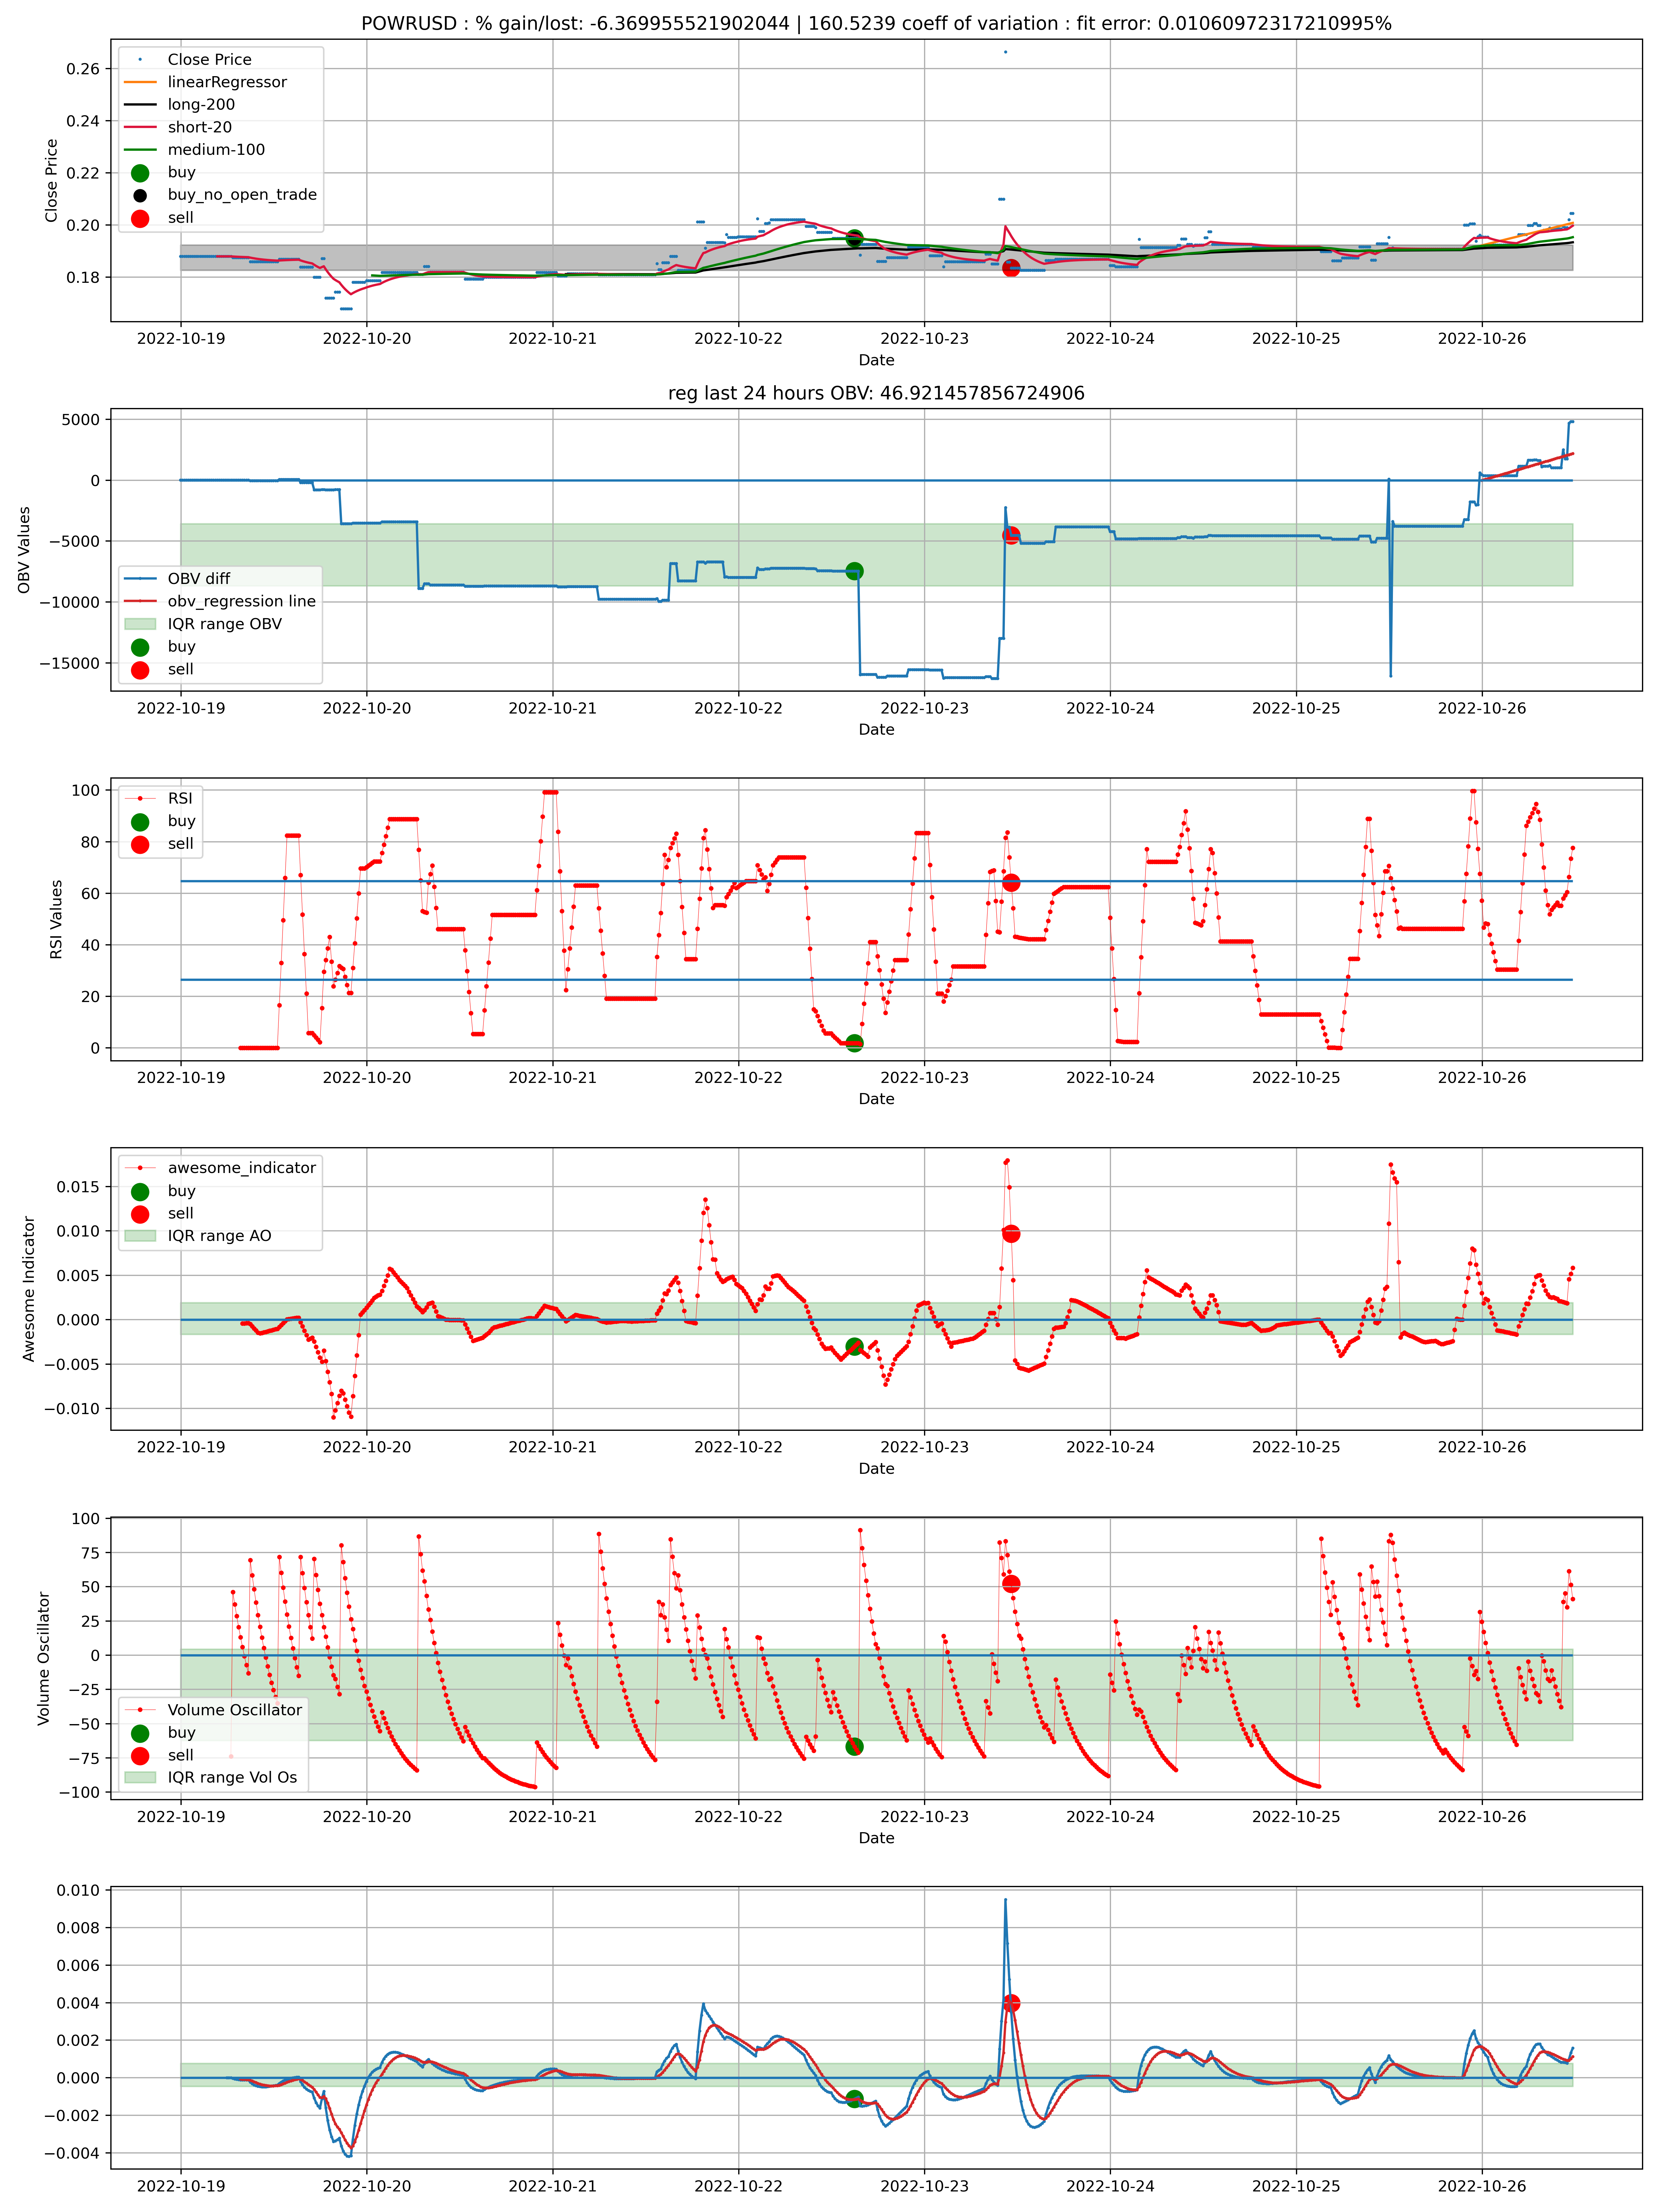 POWRUSD : % gain/lost: -6.369955521902044 | 160.5239 coeff of variation : fit error: 0.01060972317210995%
Close Price
linearRegressor
long-200
short-20
medium-100
buy
buy_no_open_trade
sell
0.26
0.24
0.22
0.20
0.18
Close Price
2022-10-19 2022-10-20 2022-10-21 2022-10-22 2022-10-23 2022-10-24 2022-10-25 2022-10-26
Date
reg last 24 hours OBV: 46.921457856724906
5000
0
−5000
−10000
−15000
OBV Values
OBV diff
obv_regression line
IQR range OBV
buy
sell
2022-10-19 2022-10-20 2022-10-21 2022-10-22 2022-10-23 2022-10-24 2022-10-25 2022-10-26
Date
RSI
buy
sell
100
80
60
40
20
0
RSI Values
2022-10-19 2022-10-20 2022-10-21 2022-10-22 2022-10-23 2022-10-24 2022-10-25 2022-10-26
Date
awesome_indicator
buy
sell
IQR range AO
0.015
0.010
0.005
0.000
−0.005
−0.010
Awesome Indicator
2022-10-19 2022-10-20 2022-10-21 2022-10-22 2022-10-23 2022-10-24 2022-10-25 2022-10-26
Date
100
75
50
25
0
−25
−50
−75
−100
Volume Oscillator
Volume Oscillator
buy
sell
IQR range Vol Os
2022-10-19 2022-10-20 2022-10-21 2022-10-22 2022-10-23 2022-10-24 2022-10-25 2022-10-26
Date
0.010
0.008
0.006
0.004
0.002
0.000
−0.002
−0.004
2022-10-19 2022-10-20 2022-10-21 2022-10-22 2022-10-23 2022-10-24 2022-10-25 2022-10-26